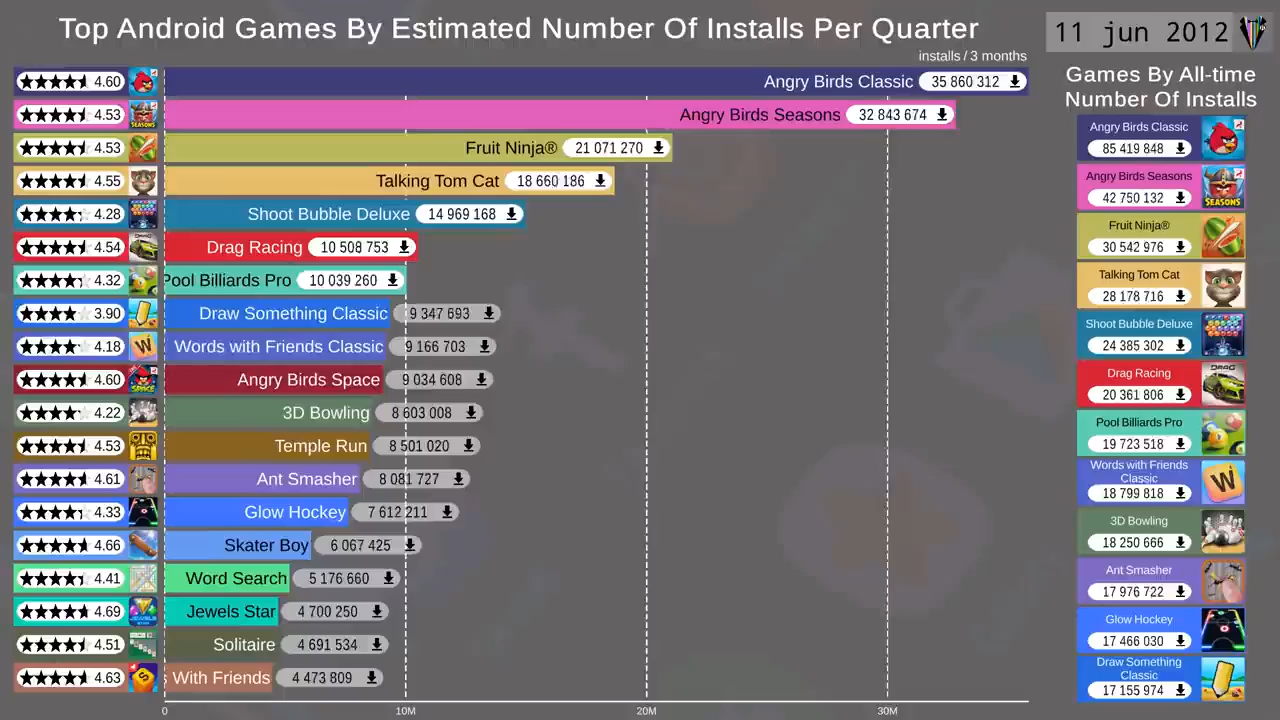 Top Android Games By Estimated Number Of Installs Per Quarter
11 jun 2012
installs / 3 months
4.60 Angry Birds Classic 35 860 312
4.53 SEASONS Angry Birds Seasons 32 843 674
4.53 Fruit Ninja® 21 071 270
4.55 Talking Tom Cat 18 660 186
4.28 Shoot Bubble Deluxe 14 969 168
4.54 Drag Racing 10 508 753
4.32 Pool Billiards Pro 10 039 260
3.90 Draw Something Classic 9 347 693
4.18 W Words with Friends Classic 9 166 703
4.60 SPACE Angry Birds Space 9 034 608
4.22 3D Bowling 8 603 008
4.53 Temple Run 8 501 020
4.61 Ant Smasher 8 081 727
4.33 Glow Hockey 7 612 211
4.66 Skater Boy 6 067 425
4.41 Word Search 5 176 660
4.69 Jewels Star 4 700 250
4.51 Solitaire 4 691 534
4.63 S With Friends 4 473 809
0 10M 20M 30M
Games By All-time
Number Of Installs
Angry Birds Classic
85 419 848
Angry Birds Seasons
42 750 132
SEASONS
Fruit Ninja®
30 542 976
Talking Tom Cat
28 178 716
Shoot Bubble Deluxe
24 385 302
Drag Racing
20 361 806
DRAG
Pool Billiards Pro
19 723 518
Words with Friends
Classic
18 799 818
W
3D Bowling
18 250 666
Ant Smasher
17 976 722
Glow Hockey
17 466 030
Draw Something
Classic
17 155 974